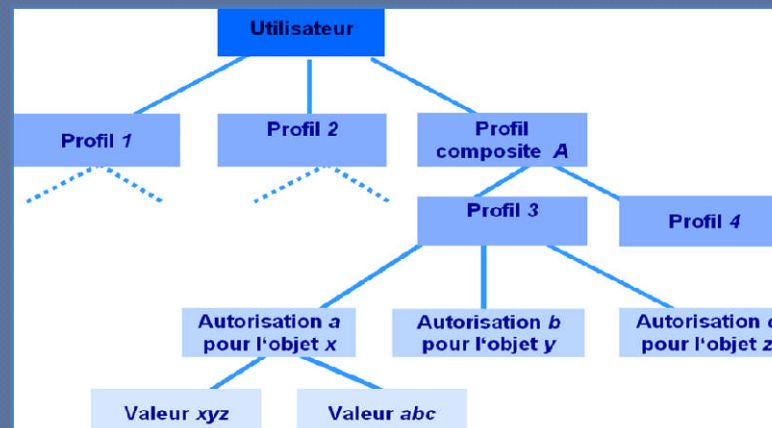 Utilisateur
Profil 1
Profil 2
Profil
composite A
Profil 3
Profil 4
Autorisation a
pour l'objet x
Autorisation b
pour l'objet y
Autorisation
pour l'objet z
Valeur xyz
Valeur abc